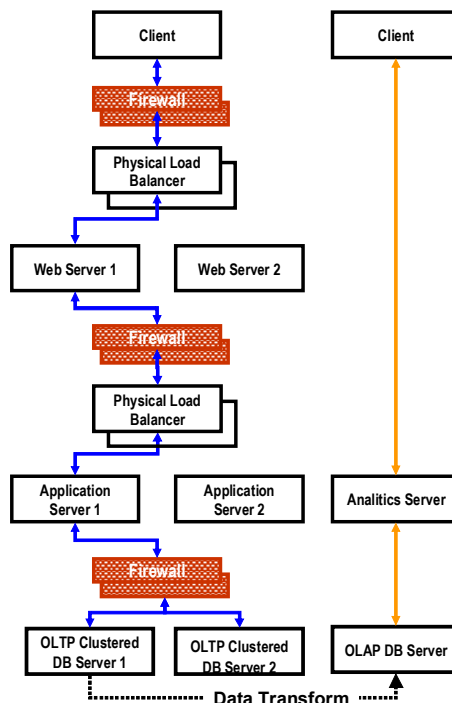 Client
Client
Firewall
Physical Load
Balancer
Web Server 1
Web Server 2
Firewall
Physical Load
Balancer
Application
Server 1
Application
Server 2
Analitics Server
Firewall
OLTP Clustered
DB Server 1
OLTP Clustered
DB Server 2
OLAP DB Server
Data Transform